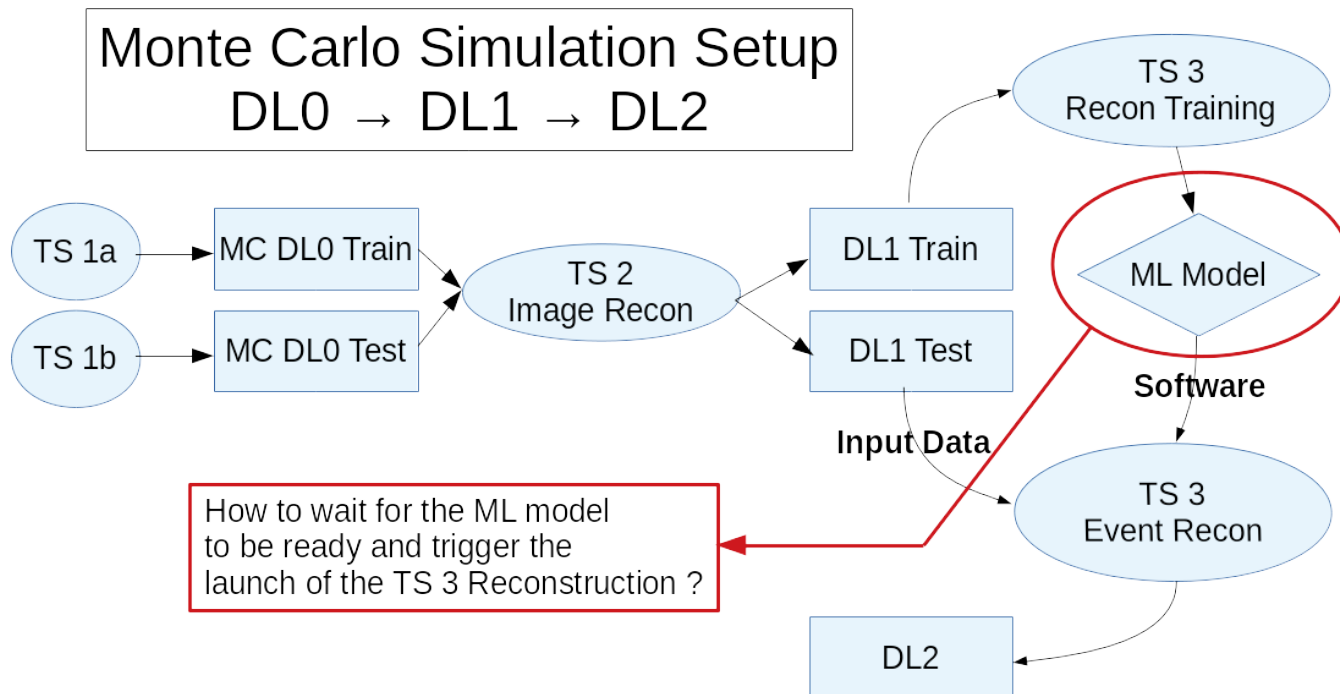 Monte Carlo Simulation Setup
DL0 → DL1 → DL2
TS 3
Recon Training
TS 1a
MC DL0 Train
TS 2
Image Recon
DL1 Train
ML Model
TS 1b
MC DL0 Test
DL1 Test
Software
Input Data
How to wait for the ML model
to be ready and trigger the
launch of the TS 3 Reconstruction ?
TS 3
Event Recon
DL2